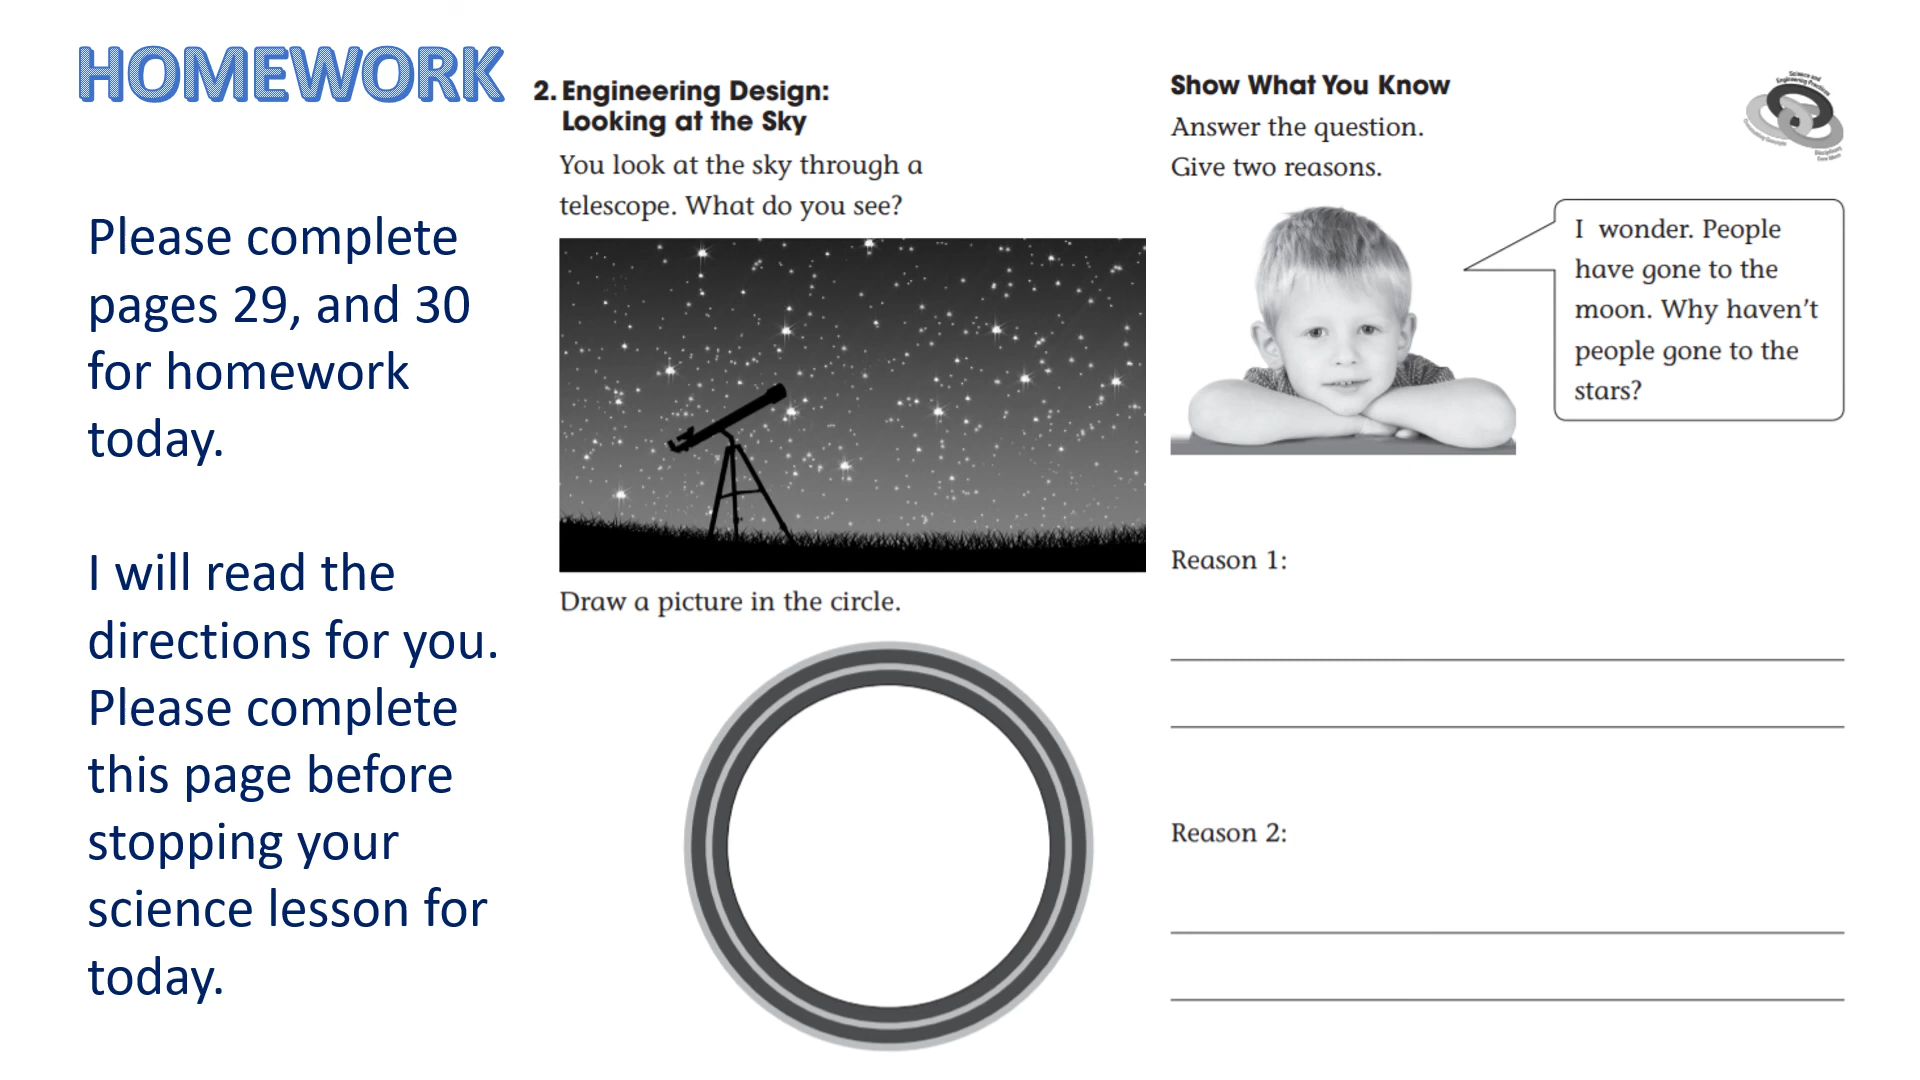 HOMEWORK
Please complete
pages 29, and 30
for homework
today.
I will read the
directions for you.
Please complete
this page before
stopping your
science lesson for
today.
2. Engineering Design:
Looking at the Sky
You look at the sky through a
telescope. What do you see?
Draw a picture in the circle.
Show What You Know
Answer the question.
Give two reasons.
Science and
Engineering Practices
I wonder. People
have gone to the
moon. Why haven't
people gone to the
stars?
Reason 1:
Reason 2: